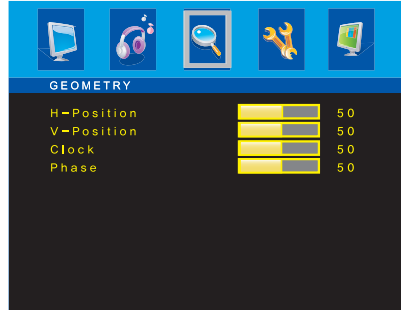 GEOMETRY
H-Position 50
V-Position 50
Clock 50
Phase 50